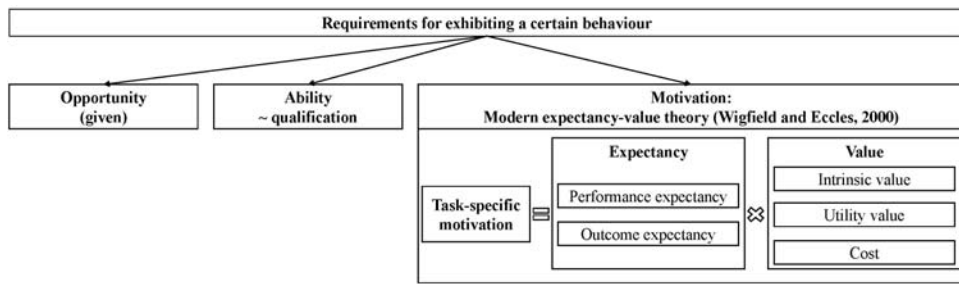 Requirements for exhibiting a certain behaviour
Opportunity
(given)
Ability
~ qualification
Motivation:
Modern expectancy-value theory (Wigfield and Eccles, 2000)
Task-specific
motivation
=
Expectancy
Performance expectancy
Outcome expectancy
×
Value
Intrinsic value
Utility value
Cost